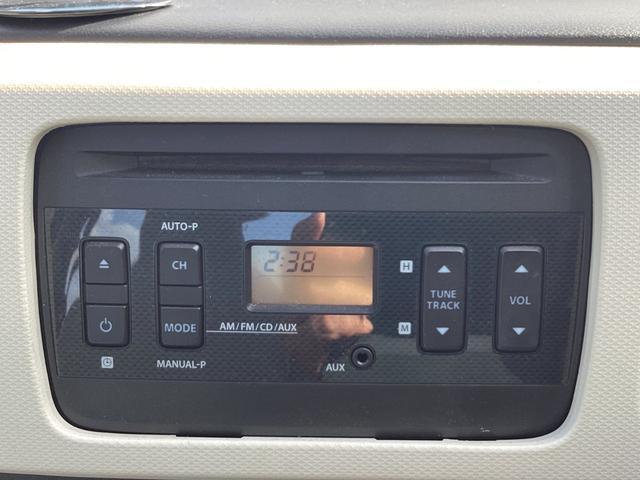 AUTO-P
CH
2:38
H
TUNE
TRACK
VOL
MODE
AM/FM/CD/AUX
M
MANUAL-P
AUX